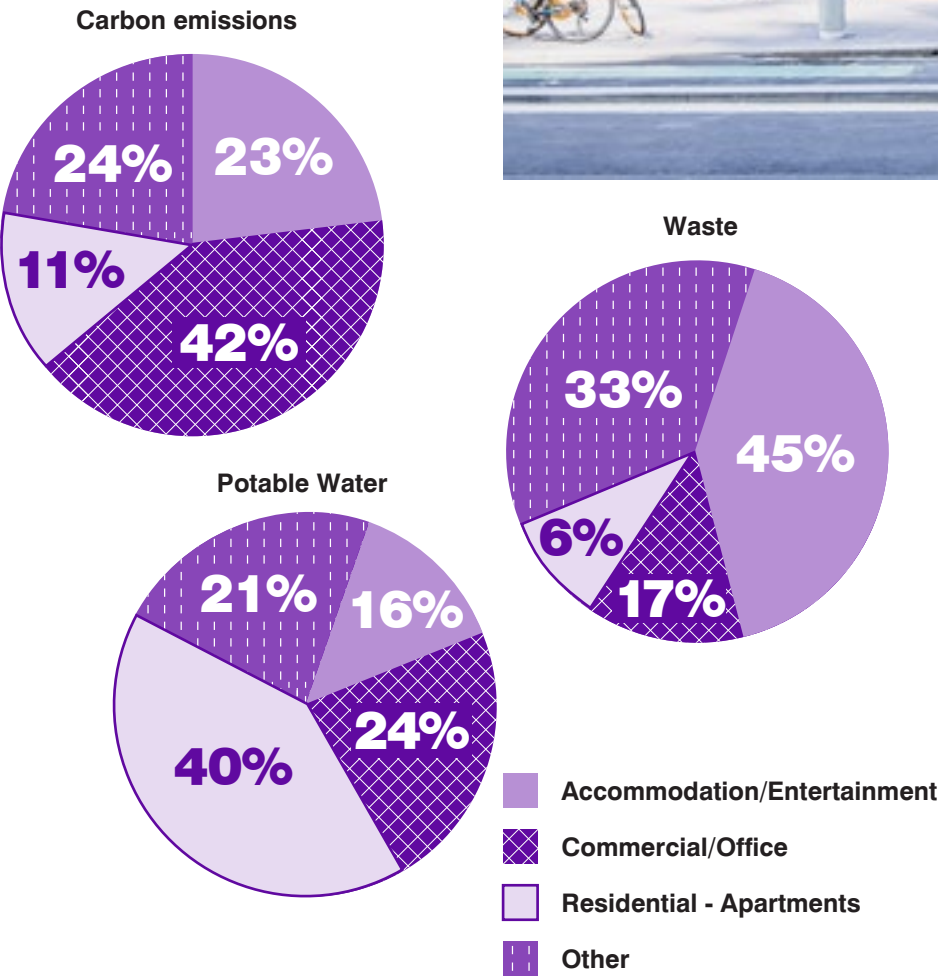 Carbon emissions
24%
23%
11%
42%
Waste
33%
45%
6%
17%
Potable Water
21%
16%
24%
40%
Accommodation/Entertainment
Commercial/Office
Residential - Apartments
Other